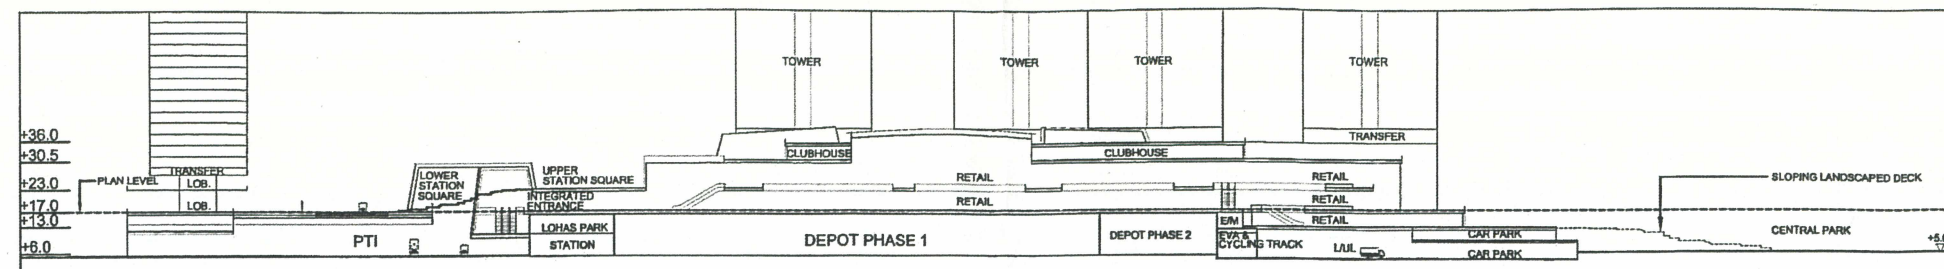 TOWER
TOWER
TOWER
TOWER
+36.0
TRANSFER
+30.5
CLUBHOUSE
CLUBHOUSE
TRANSFER
LOWER
STATION
SQUARE
UPPER
STATION SQUARE
RETAIL
RETAIL
PLAN LEVEL
LOB.
+23.0
SLOPING LANDSCAPED DECK
INTEGRATED
ENTRANCE
RETAIL
RETAIL
LOB.
+17.0
+13.0
E/M
RETAIL
LOHAS PARK
STATION
PTI
DEPOT PHASE 1
DEPOT PHASE 2
EVA &
CYCLING TRACK
CAR PARK
CENTRAL PARK
+6.0
L/UL
CAR PARK